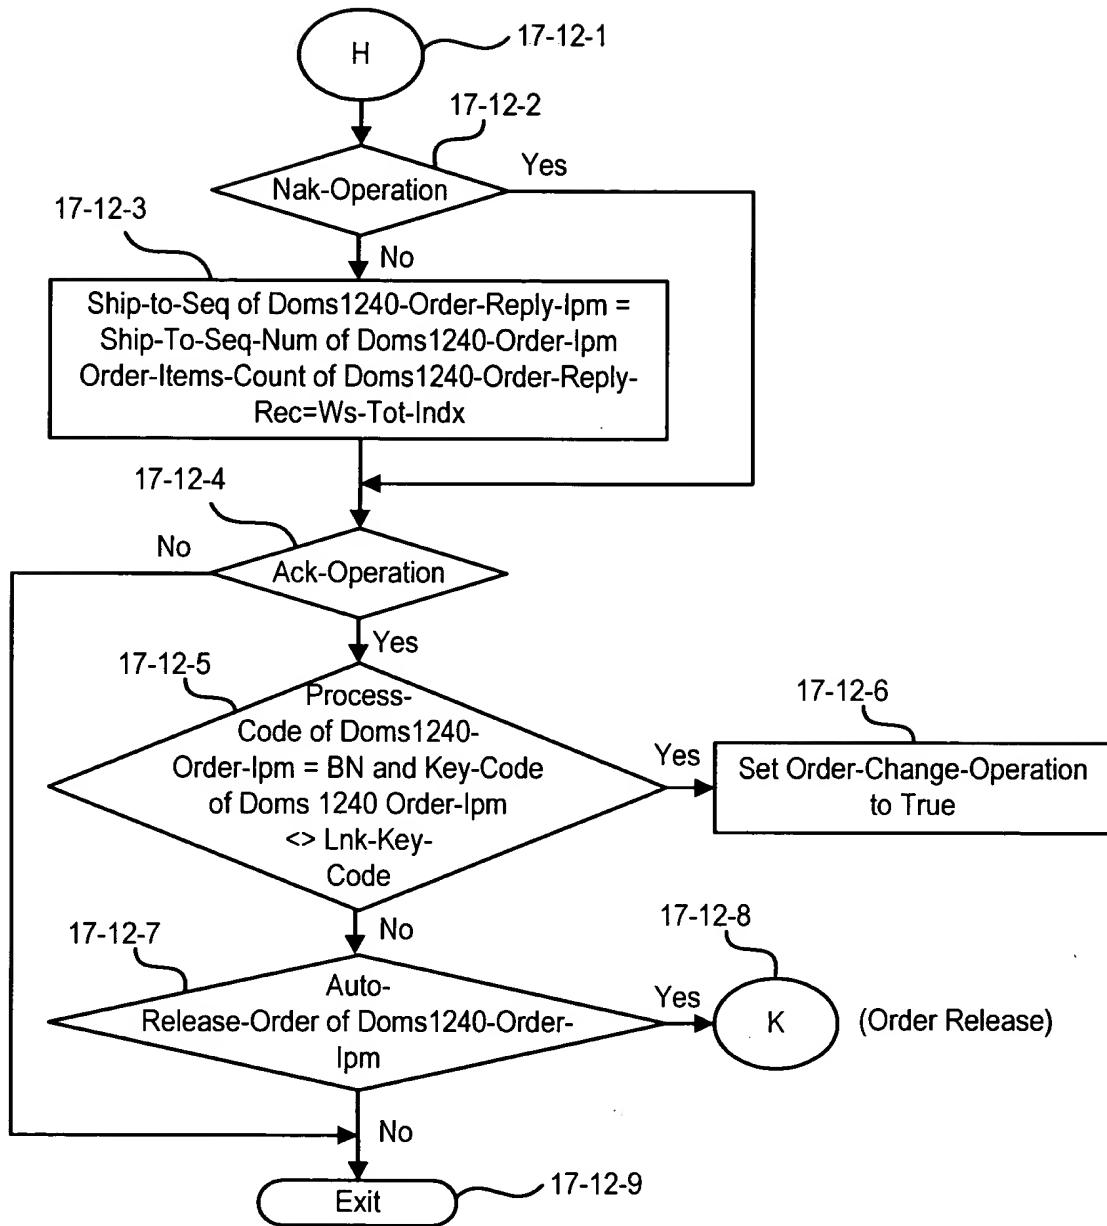 H
17-12-1
17-12-2
Nak-Operation
Yes
17-12-3
No
Ship-to-Seq of Doms1240-Order-Reply-Ipm =
Ship-To-Seq-Num of Doms1240-Order-Ipm
Order-Items-Count of Doms1240-Order-Reply-
Rec=Ws-Tot-Indx
17-12-4
No
Ack-Operation
Yes
17-12-5
Process-
Code of Doms1240-
Order-Ipm = BN and Key-Code
of Doms 1240 Order-Ipm
<> Lnk-Key-
Code
Yes
17-12-6
Set Order-Change-Operation
to True
No
17-12-7
Auto-
Release-Order of Doms1240-Order-
Ipm
Yes
17-12-8
K
(Order Release)
No
Exit
17-12-9